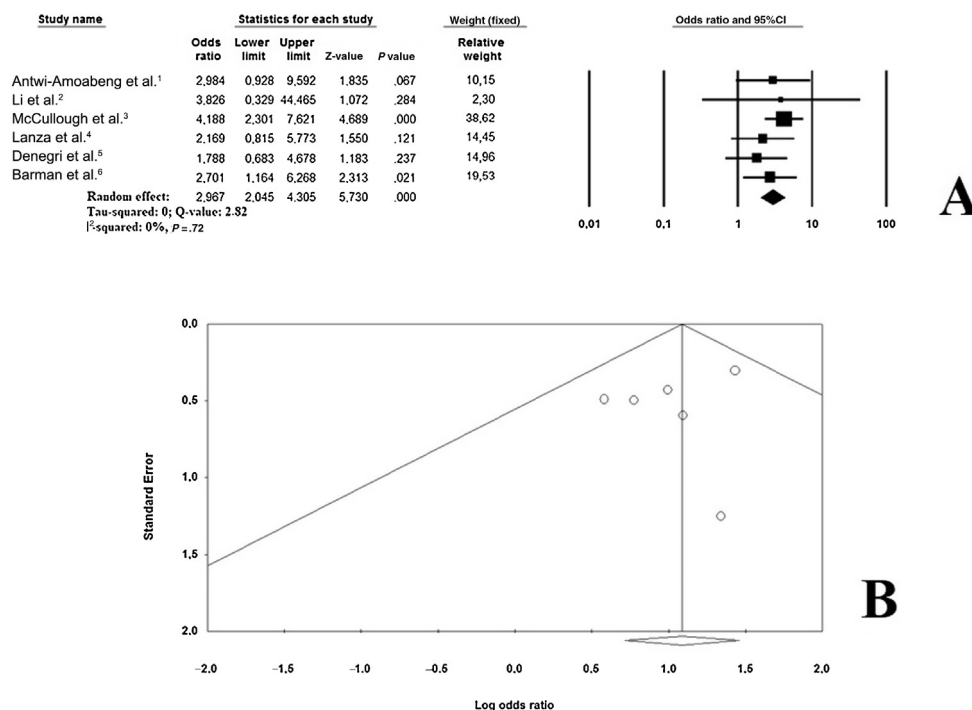 Study name Statistics for each study Weight (fixed) Odds ratio and 95%CI
Odds ratio Lower limit Upper limit Z-value P value Relative weight
Antwi-Amoabeng et al.1 2,984 0,928 9,592 1,835 .067 10,15
Li et al.2 3,826 0,329 44,465 1,072 .284 2,30
McCullough et al.3 4,188 2,301 7,621 4,689 .000 38,62
Lanza et al.4 2,169 0,815 5,773 1,550 .121 14,45
Denegri et al.5 1,788 0,683 4,678 1,183 .237 14,96
Barman et al.6 2,701 1,164 6,268 2,313 .021 19,53
Random effect: 2,967 2,045 4,305 5,730 .000
Tau-squared: 0; Q-value: 2.82
I2-squared: 0%, P = .72
0,01 0,1 1 10 100
A
0.0
0.5
1.0
1,5
2.0
Standard Error
−2.0 −1.5 −1.0 −0.5 0.0 0.5 1.0 1.5 2.0
Log odds ratio
B